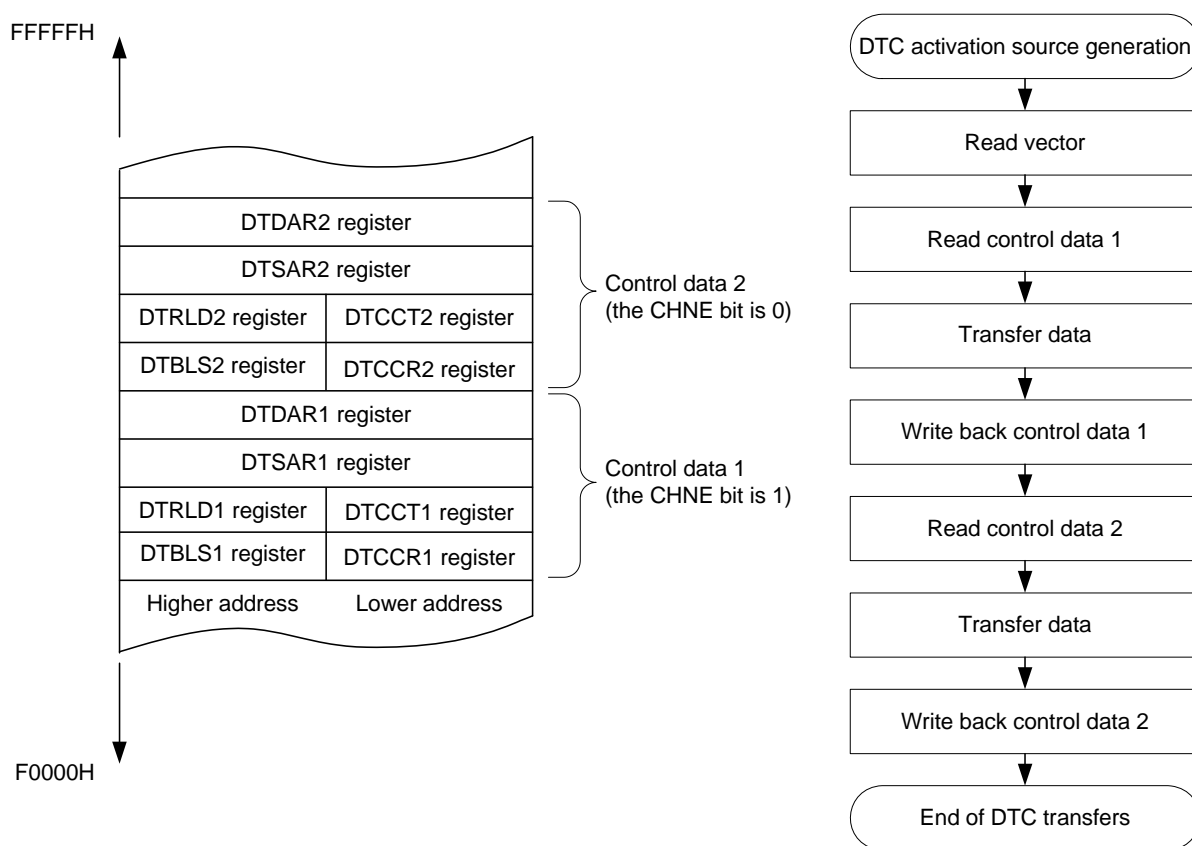 FFFFFH
DTDAR2 register
DTSAR2 register
DTRLD2 register
DTCCT2 register
DTBLS2 register
DTCCR2 register
DTDAR1 register
DTSAR1 register
DTRLD1 register
DTCCT1 register
DTBLS1 register
DTCCR1 register
Higher address
Lower address
F0000H
Control data 2
(the CHNE bit is 0)
Control data 1
(the CHNE bit is 1)
DTC activation source generation
Read vector
Read control data 1
Transfer data
Write back control data 1
Read control data 2
Transfer data
Write back control data 2
End of DTC transfers